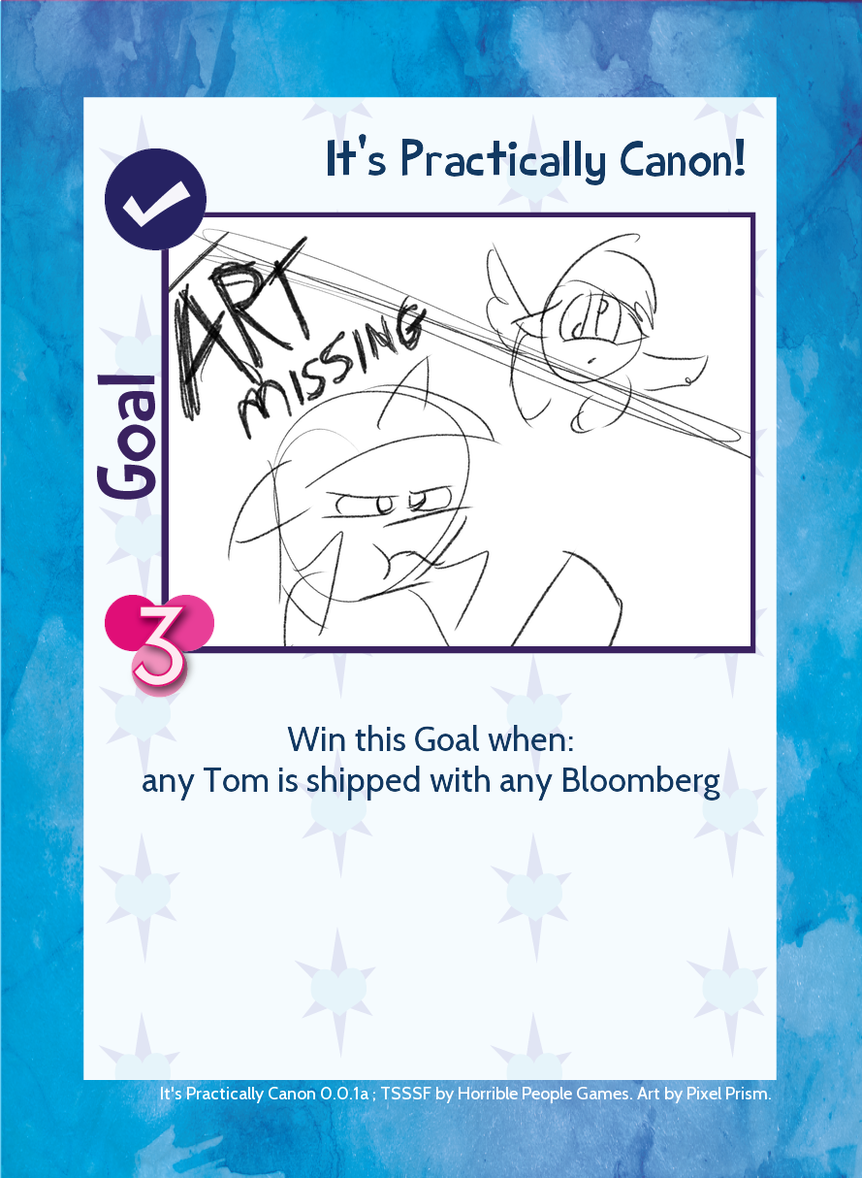 It's Practically Canon!
ART
MISSING
Goal
3
Win this Goal when:
any Tom is shipped with any Bloomberg
It's Practically Canon 0.0.1a ; TSSSF by Horrible People Games. Art by Pixel Prism.